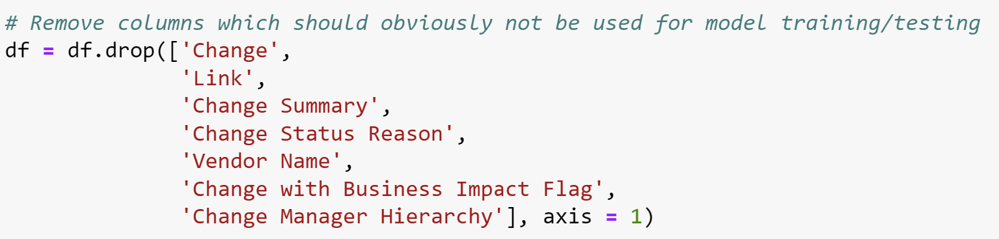 # Remove columns which should obviously not be used for model training/testing
df = df.drop(['Change',
              'Link',
              'Change Summary',
              'Change Status Reason',
              'Vendor Name',
              'Change with Business Impact Flag',
              'Change Manager Hierarchy'], axis = 1)